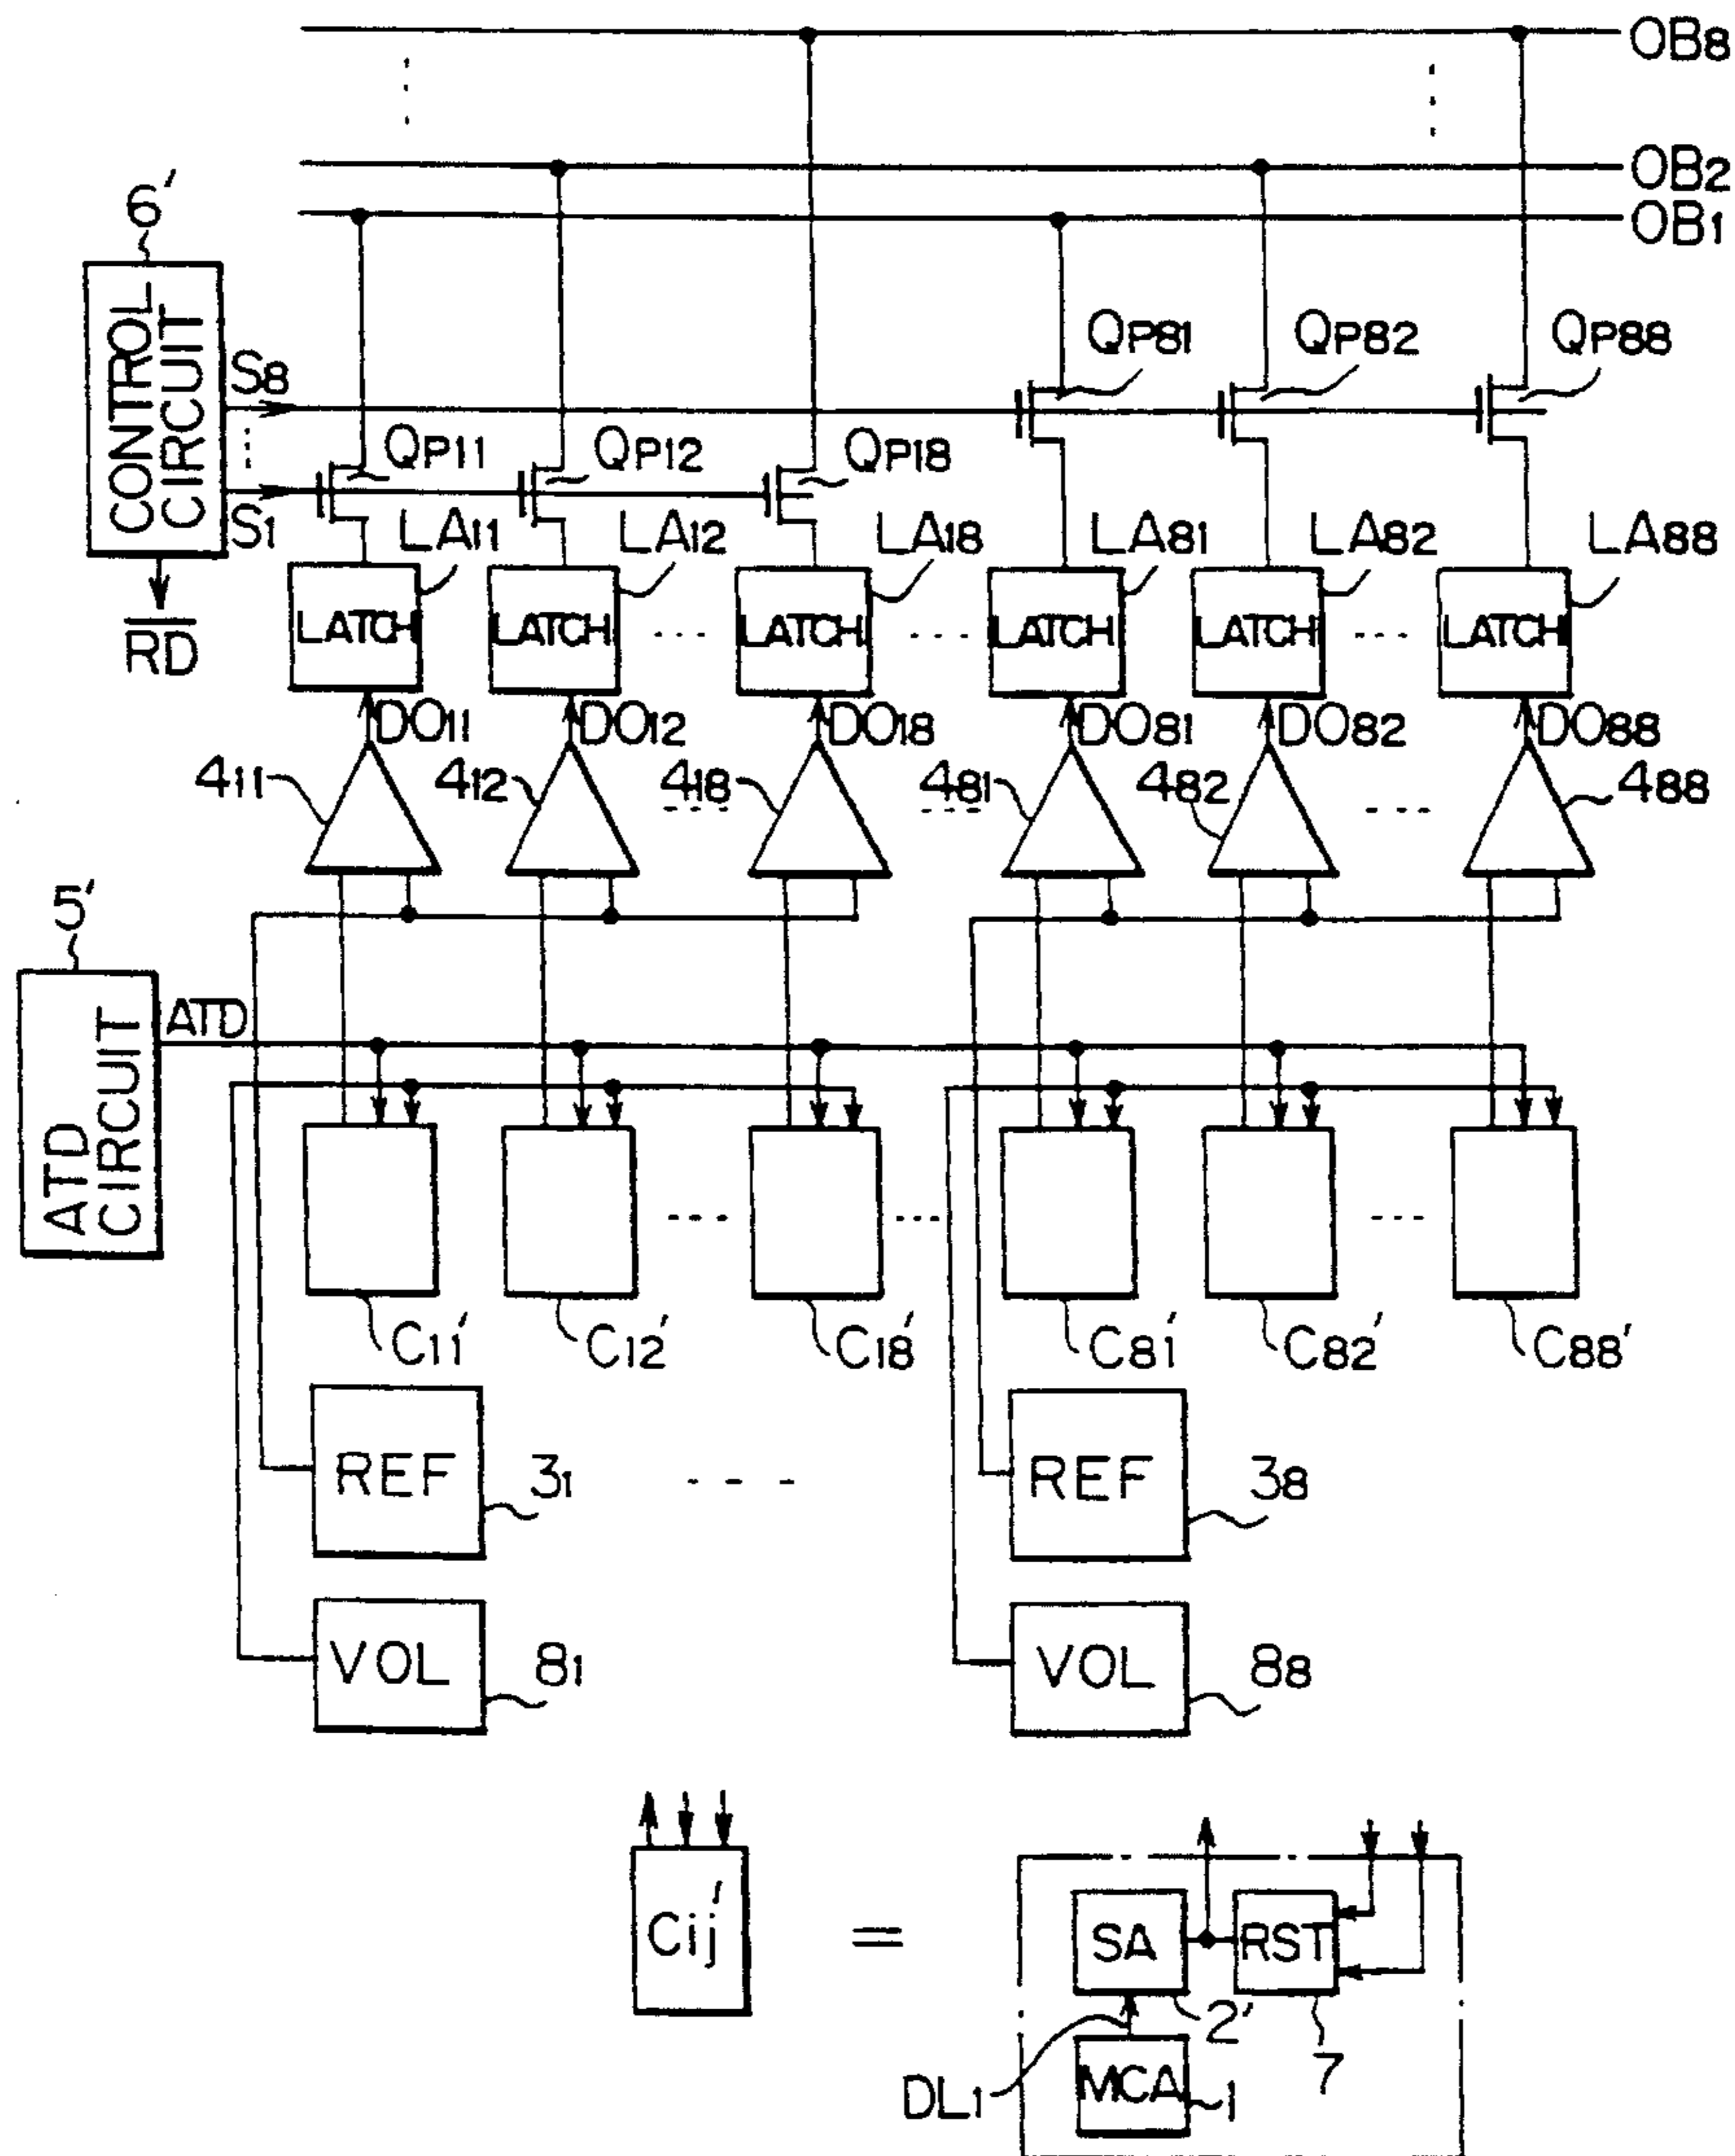 OB8
OB2
OB1
6'
CONTROL
CIRCUIT
S8
S1
RD
QP81 QP82 QP88
QP11 QP12 QP18
LA11 LA12 LA18 LA81 LA82 LA88
LATCH LATCH LATCH LATCH LATCH LATCH
DO11 DO12 DO18 DO81 DO82 DO88
411 412 418 481 482 488
5'
ATD
CIRCUIT
ATD
C11' C12' C18' C81' C82' C88'
REF 31 REF 38
VOL 81 VOL 88
Cij' = SA RST
2'
7
DL1 MCA 1